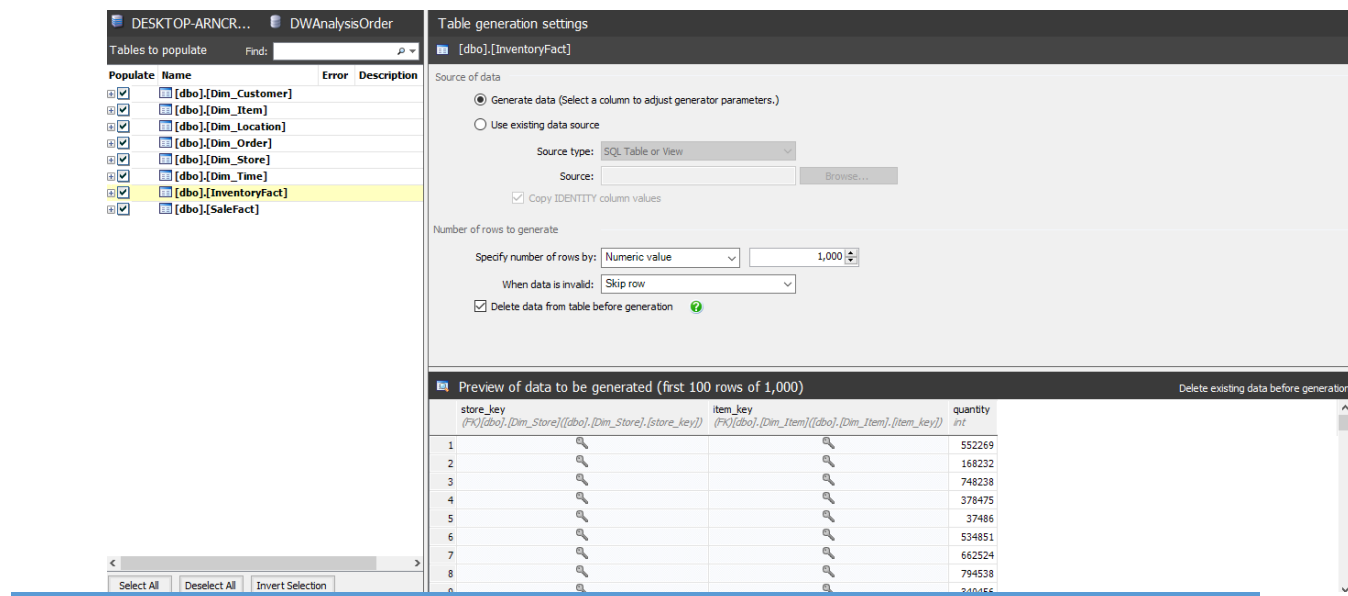 DESKTOP-ARNCR... DWAnalysisOrder
Tables to populate Find:
Populate Name Error Description
[dbo].[Dim_Customer]
[dbo].[Dim_Item]
[dbo].[Dim_Location]
[dbo].[Dim_Order]
[dbo].[Dim_Store]
[dbo].[Dim_Time]
[dbo].[InventoryFact]
[dbo].[SaleFact]
Select All Deselect All Invert Selection
Table generation settings
[dbo].[InventoryFact]
Source of data
Generate data (Select a column to adjust generator parameters.)
Use existing data source
Source type: SQL Table or View
Source: Browse...
Copy IDENTITY column values
Number of rows to generate
Specify number of rows by: Numeric value 1,000
When data is invalid: Skip row
Delete data from table before generation
Preview of data to be generated (first 100 rows of 1,000) Delete existing data before generation
store_key item_key quantity
(FK)[dbo].[Dim_Store]([dbo].[Dim_Store].[store_key]) (FK)[dbo].[Dim_Item]([dbo].[Dim_Item].[item_key]) int
1 552269
2 168232
3 748238
4 378475
5 37486
6 534851
7 662524
8 794538